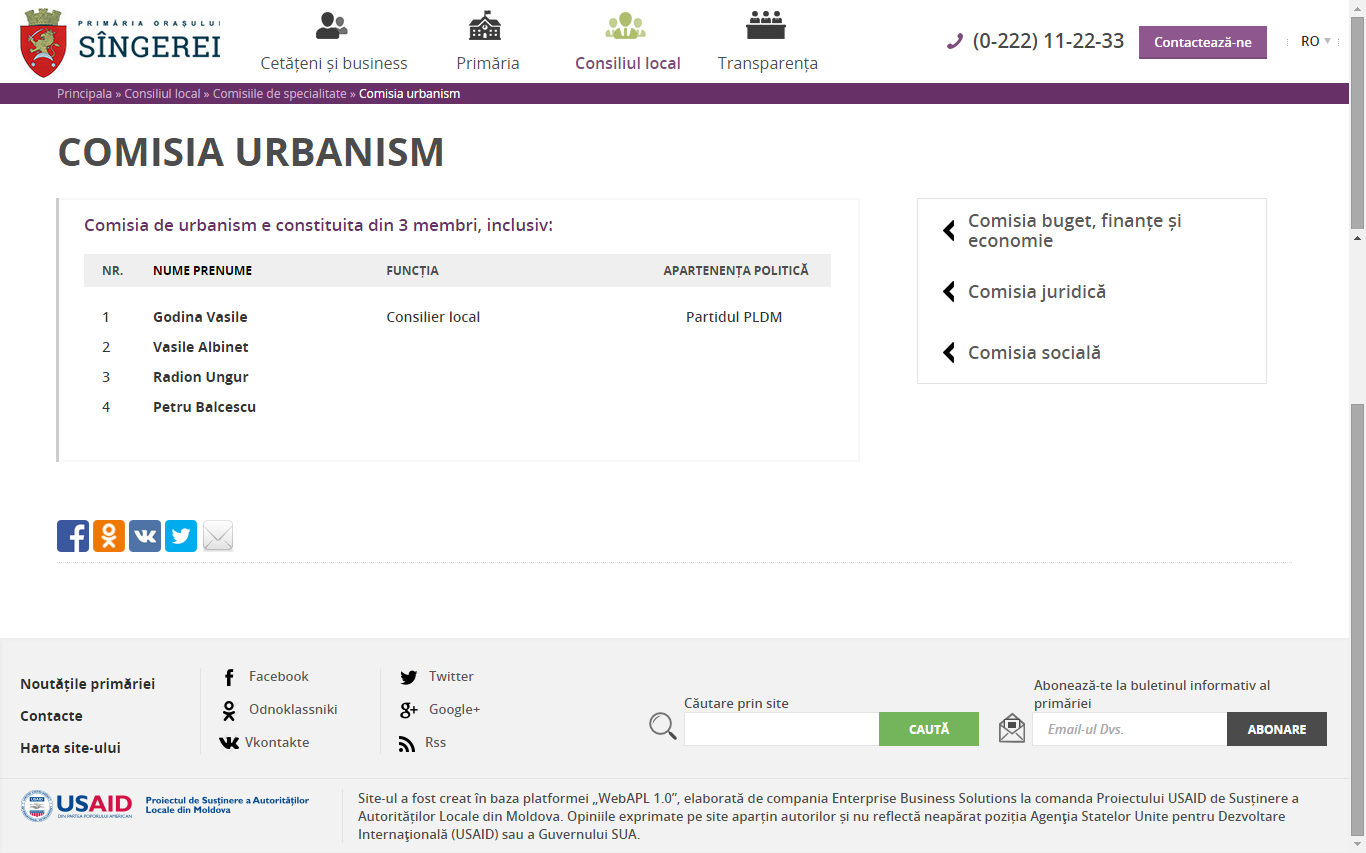 PRIMĂRIA ORAȘULUI
SÎNGEREI
Cetățeni și business
Primăria
Consiliul local
Transparența
(0-222) 11-22-33
Contactează-ne
RO
Principala » Consiliul local » Comisiile de specialitate » Comisia urbanism
COMISIA URBANISM
Comisia de urbanism e constituita din 3 membri, inclusiv:
NR. NUME PRENUME FUNCȚIA APARTENENȚA POLITICĂ
1 Godina Vasile Consilier local Partidul PLDM
2 Vasile Albinet
3 Radion Ungur
4 Petru Balcescu
Comisia buget, finanțe și
economie
Comisia juridică
Comisia socială
Noutățile primăriei
Contacte
Harta site-ului
Facebook
Odnoklassniki
Vkontakte
Twitter
Google+
Rss
Căutare prin site
CAUTĂ
Abonează-te la buletinul informativ al
primăriei
Email-ul Dvs.
ABONARE
USAID
DIN PARTEA POPORULUI AMERICAN
Proiectul de Susținere a Autorităților
Locale din Moldova
Site-ul a fost creat în baza platformei „WebAPL 1.0”, elaborată de compania Enterprise Business Solutions la comanda Proiectului USAID de Susținere a
Autorităților Locale din Moldova. Opiniile exprimate pe site aparțin autorilor și nu reflectă neapărat poziția Agenția Statelor Unite pentru Dezvoltare
Internaţională (USAID) sau a Guvernului SUA.